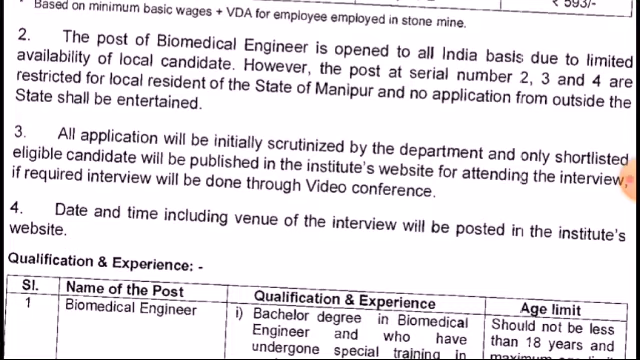 ₹ 593/-
Based on minimum basic wages + VDA for employee employed in stone mine.
2. The post of Biomedical Engineer is opened to all India basis due to limited
availability of local candidate. However, the post at serial number 2, 3 and 4 are
restricted for local resident of the State of Manipur and no application from outside the
State shall be entertained.
3. All application will be initially scrutinized by the department and only shortlisted
eligible candidate will be published in the institute's website for attending the interview,
if required interview will be done through Video conference.
4. Date and time including venue of the interview will be posted in the institute's
website.
Qualification & Experience: -
Sl. Name of the Post Qualification & Experience Age limit
1 Biomedical Engineer i) Bachelor degree in Biomedical Should not be less
Engineer and who have than 18 years and
undergone special training in maximum